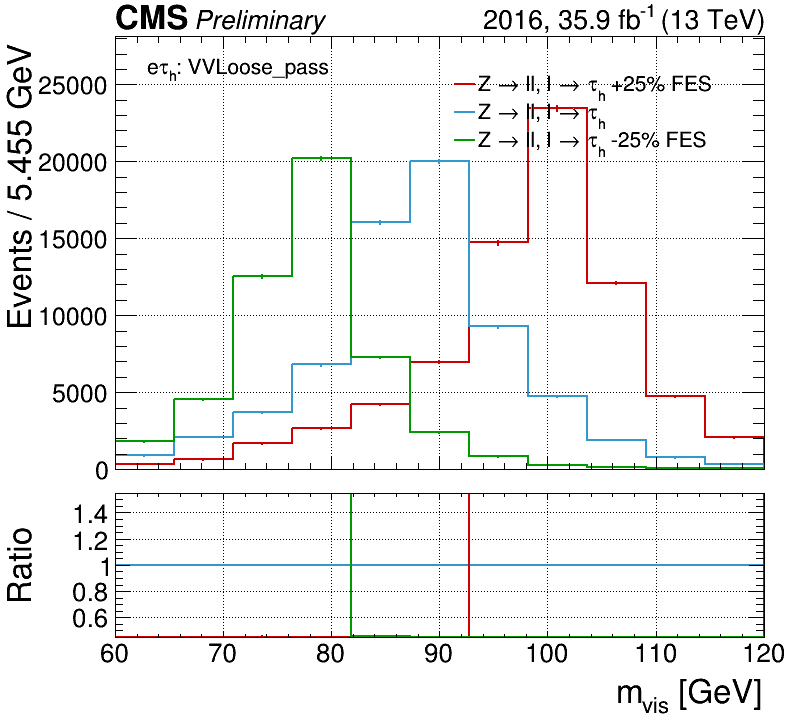 CMS Preliminary 2016, 35.9 fb⁻¹ (13 TeV)
eτh: VVLoose_pass
Z → ll, l → τh +25% FES
Z → ll, l → τh
Z → ll, l → τh -25% FES
Events / 5.455 GeV
25000
20000
15000
10000
5000
0
Ratio
1.4
1.2
1
0.8
0.6
60 70 80 90 100 110 120
mvis [GeV]